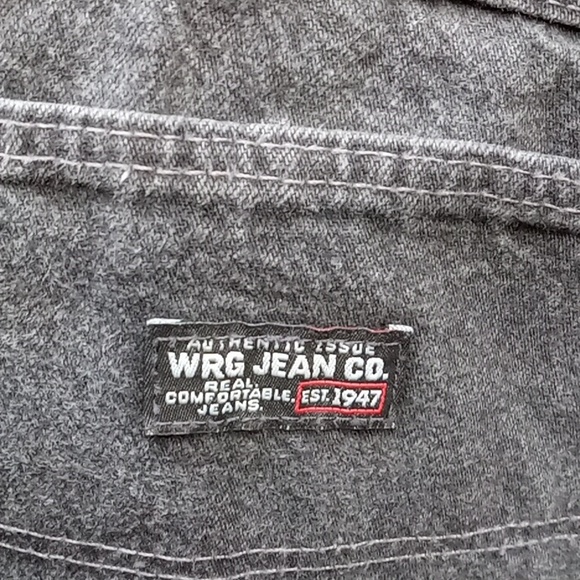 AUTHENTIC ISSUE
WRG JEAN CO.
REAL.
COMFORTABLE.
JEANS.
EST. 1947